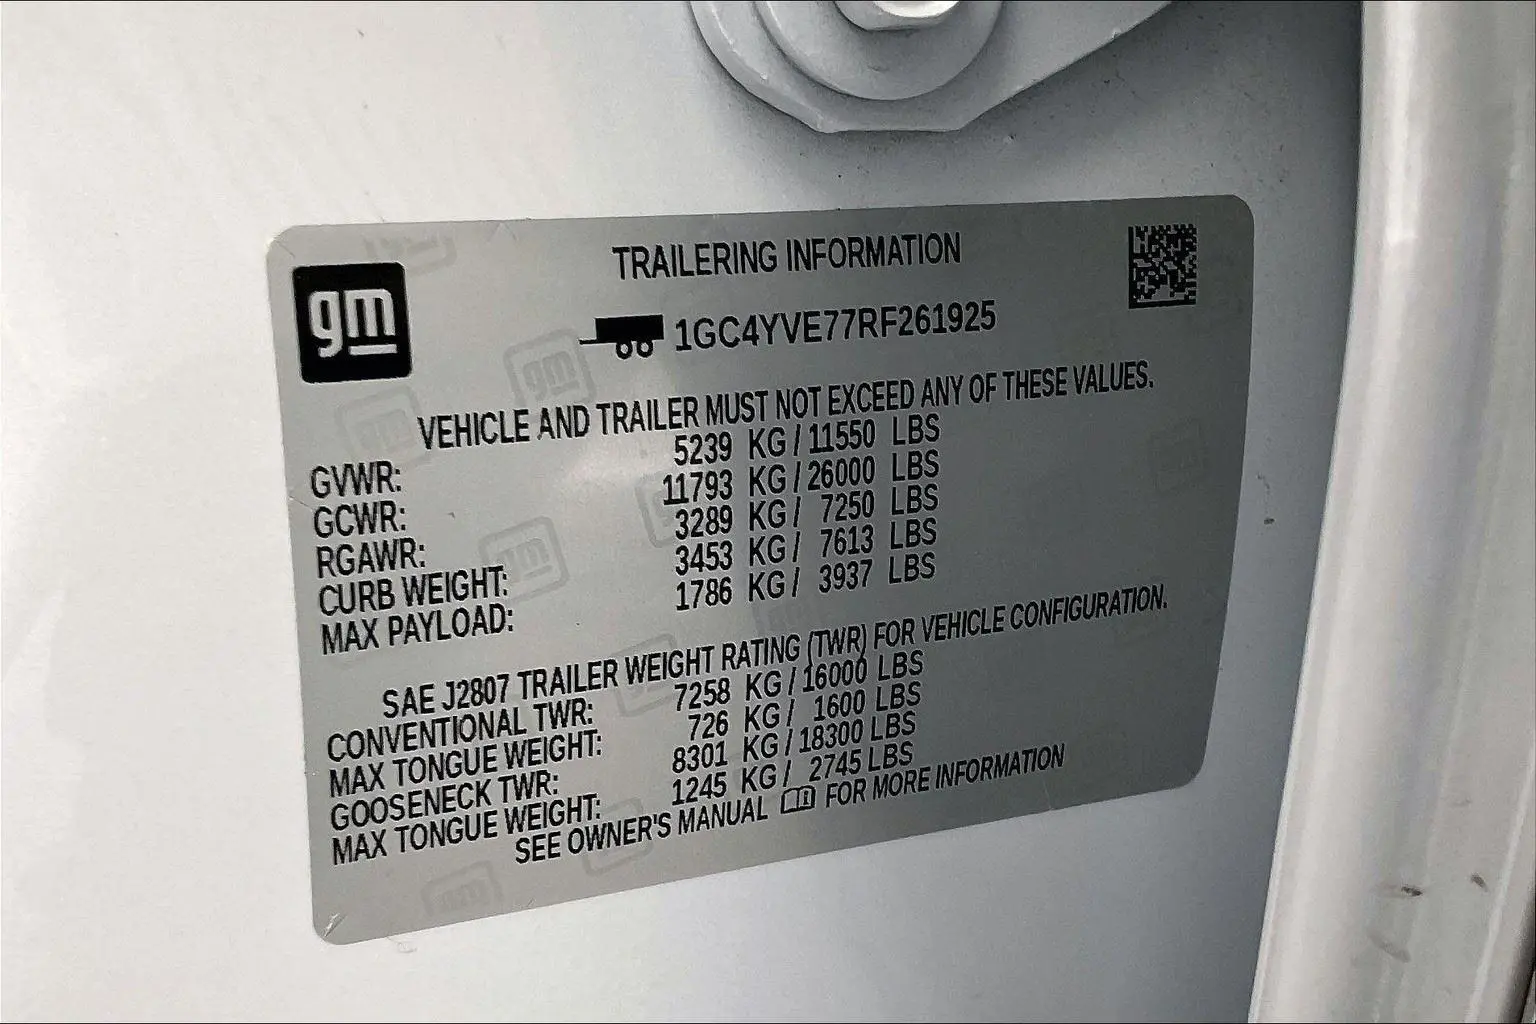 gm
TRAILERING INFORMATION
1GC4YVE77RF261925
VEHICLE AND TRAILER MUST NOT EXCEED ANY OF THESE VALUES.
GVWR: 5239 KG / 11550 LBS
GCWR: 11793 KG / 26000 LBS
RGAWR: 3289 KG / 7250 LBS
CURB WEIGHT: 3453 KG / 7613 LBS
MAX PAYLOAD: 1786 KG / 3937 LBS
SAE J2807 TRAILER WEIGHT RATING (TWR) FOR VEHICLE CONFIGURATION.
CONVENTIONAL TWR: 7258 KG / 16000 LBS
MAX TONGUE WEIGHT: 726 KG / 1600 LBS
GOOSENECK TWR: 8301 KG / 18300 LBS
MAX TONGUE WEIGHT: 1245 KG / 2745 LBS
SEE OWNER'S MANUAL FOR MORE INFORMATION